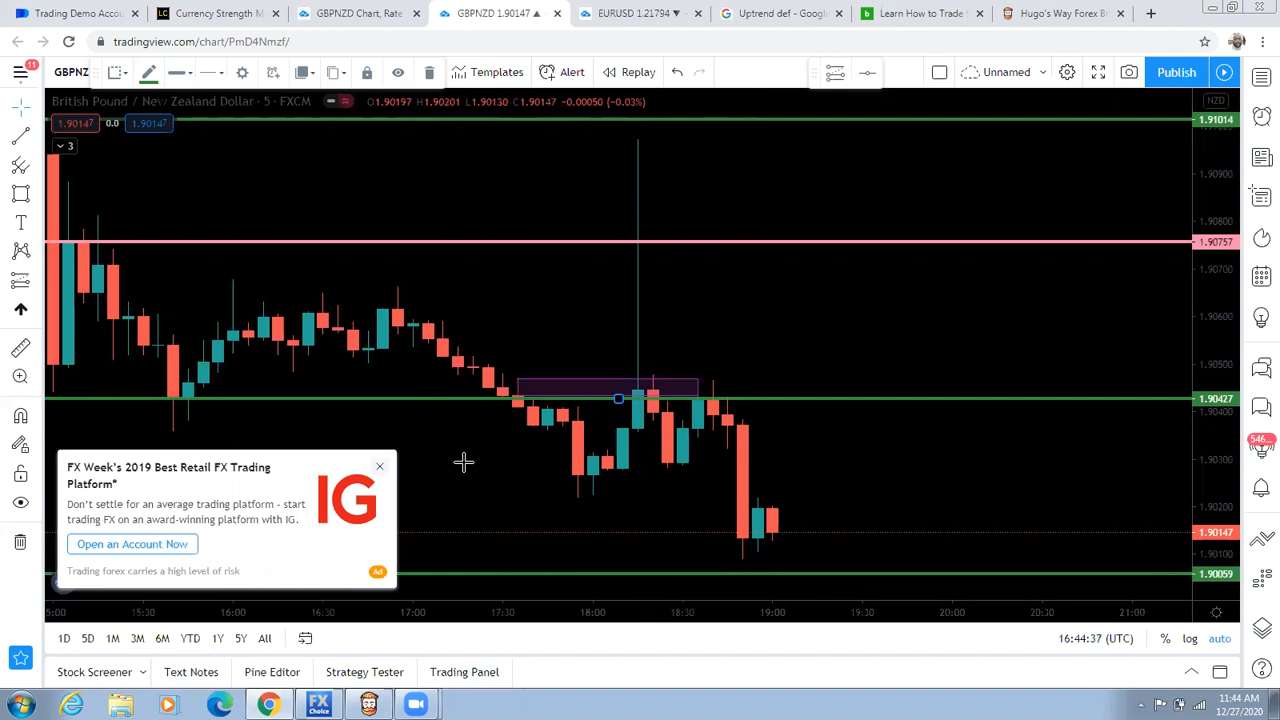 Trading Demo Accou
Currency Strength M
GBPNZD Chart, Rate
GBPNZD 1.90147 ▲
EURUSD 1.21794 ▼
Uptrend def - Google
Learn How to Trade
Hugo's Way Forex Br
tradingview.com/chart/PmD4Nmzf/
11
GBPNZ
Templates
Alert
Replay
Unnamed
Publish
British Pound / New Zealand Dollar · 5 · FXCM
O1.90197 H1.90201 L1.90130 C1.90147 -0.00050 (-0.03%)
NZD
1.90147
0.0
1.90147
3
1.91014
1.90900
1.90800
1.90757
1.90700
1.90600
1.90500
1.90427
1.90400
1.90300
1.90200
1.90147
1.90100
1.90059
546
FX Week's 2019 Best Retail FX Trading
Platform*
Don't settle for an average trading platform - start
trading FX on an award-winning platform with IG.
Open an Account Now
Trading forex carries a high level of risk
Ad
IG
5:00 15:30 16:00 16:30 17:00 17:30 18:00 18:30 19:00 19:30 20:00 20:30 21:00
1D 5D 1M 3M 6M YTD 1Y 5Y All
16:44:37 (UTC) % log auto
Stock Screener Text Notes Pine Editor Strategy Tester Trading Panel
FX
Choice
11:44 AM
12/27/2020